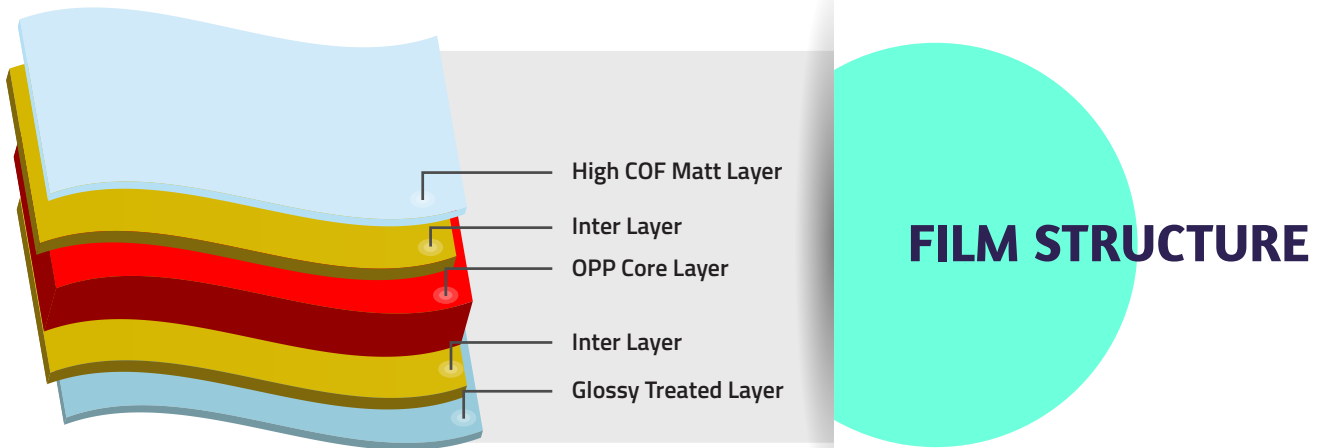 High COF Matt Layer
Inter Layer
OPP Core Layer
Inter Layer
Glossy Treated Layer
FILM STRUCTURE